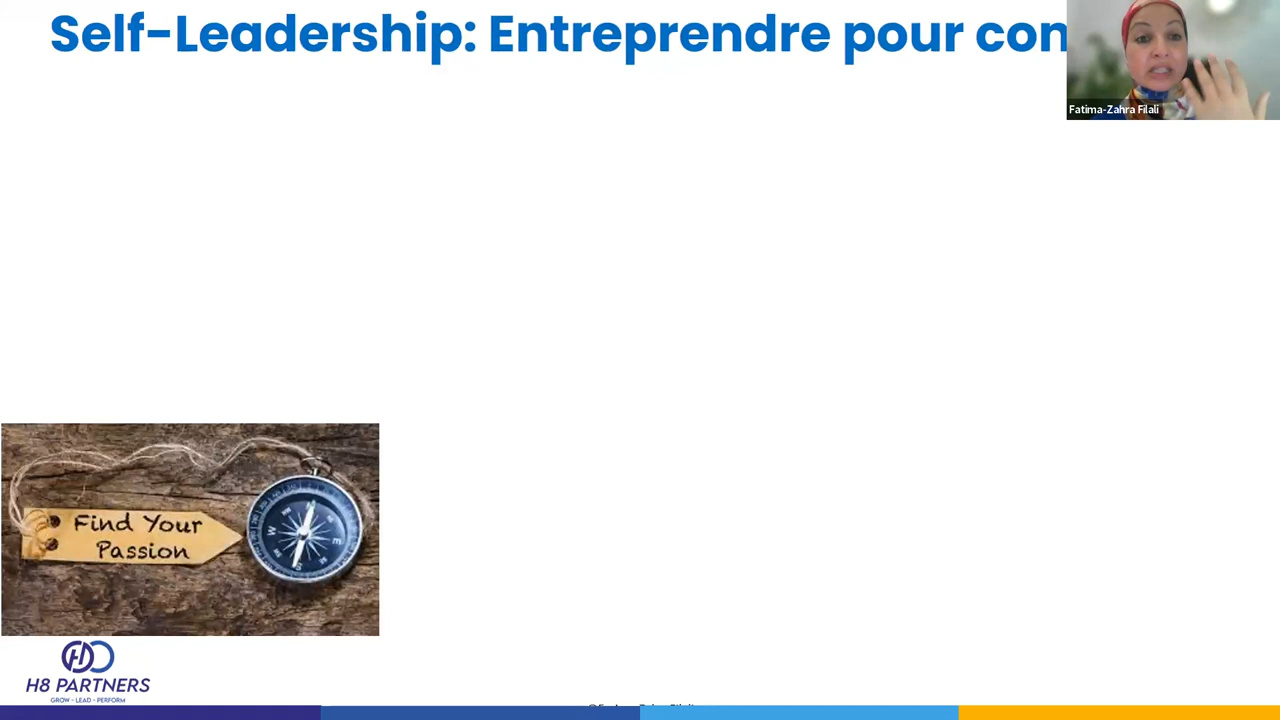 Self-Leadership: Entreprendre pour con
Fatima-Zahra Filali
Find Your
Passion
H8 PARTNERS
GROW - LEAD - PERFORM